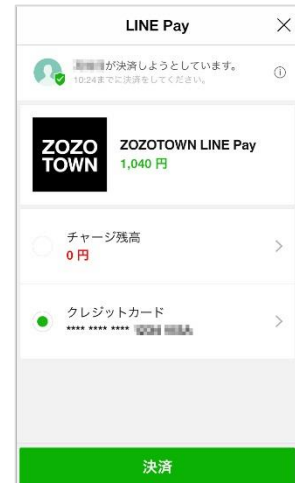 LINE Pay
が決済しようとしています。
10:24までに決済をしてください。
ZOZO
TOWN
ZOZOTOWN LINE Pay
1,040 円
チャージ残高
0 円
クレジットカード
**** **** ****
決済